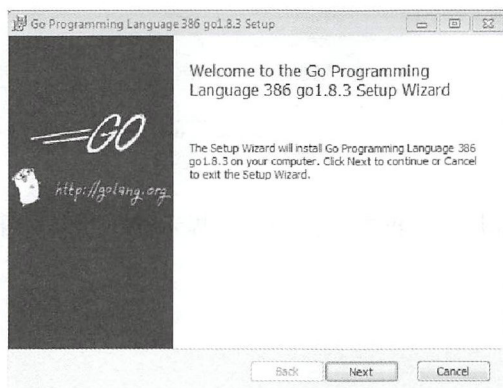 Go Programming Language 386 go1.8.3 Setup
Welcome to the Go Programming
Language 386 go1.8.3 Setup Wizard
The Setup Wizard will install Go Programming Language 386
go1.8.3 on your computer. Click Next to continue or Cancel
to exit the Setup Wizard.
GO
http://golang.org
Back
Next
Cancel